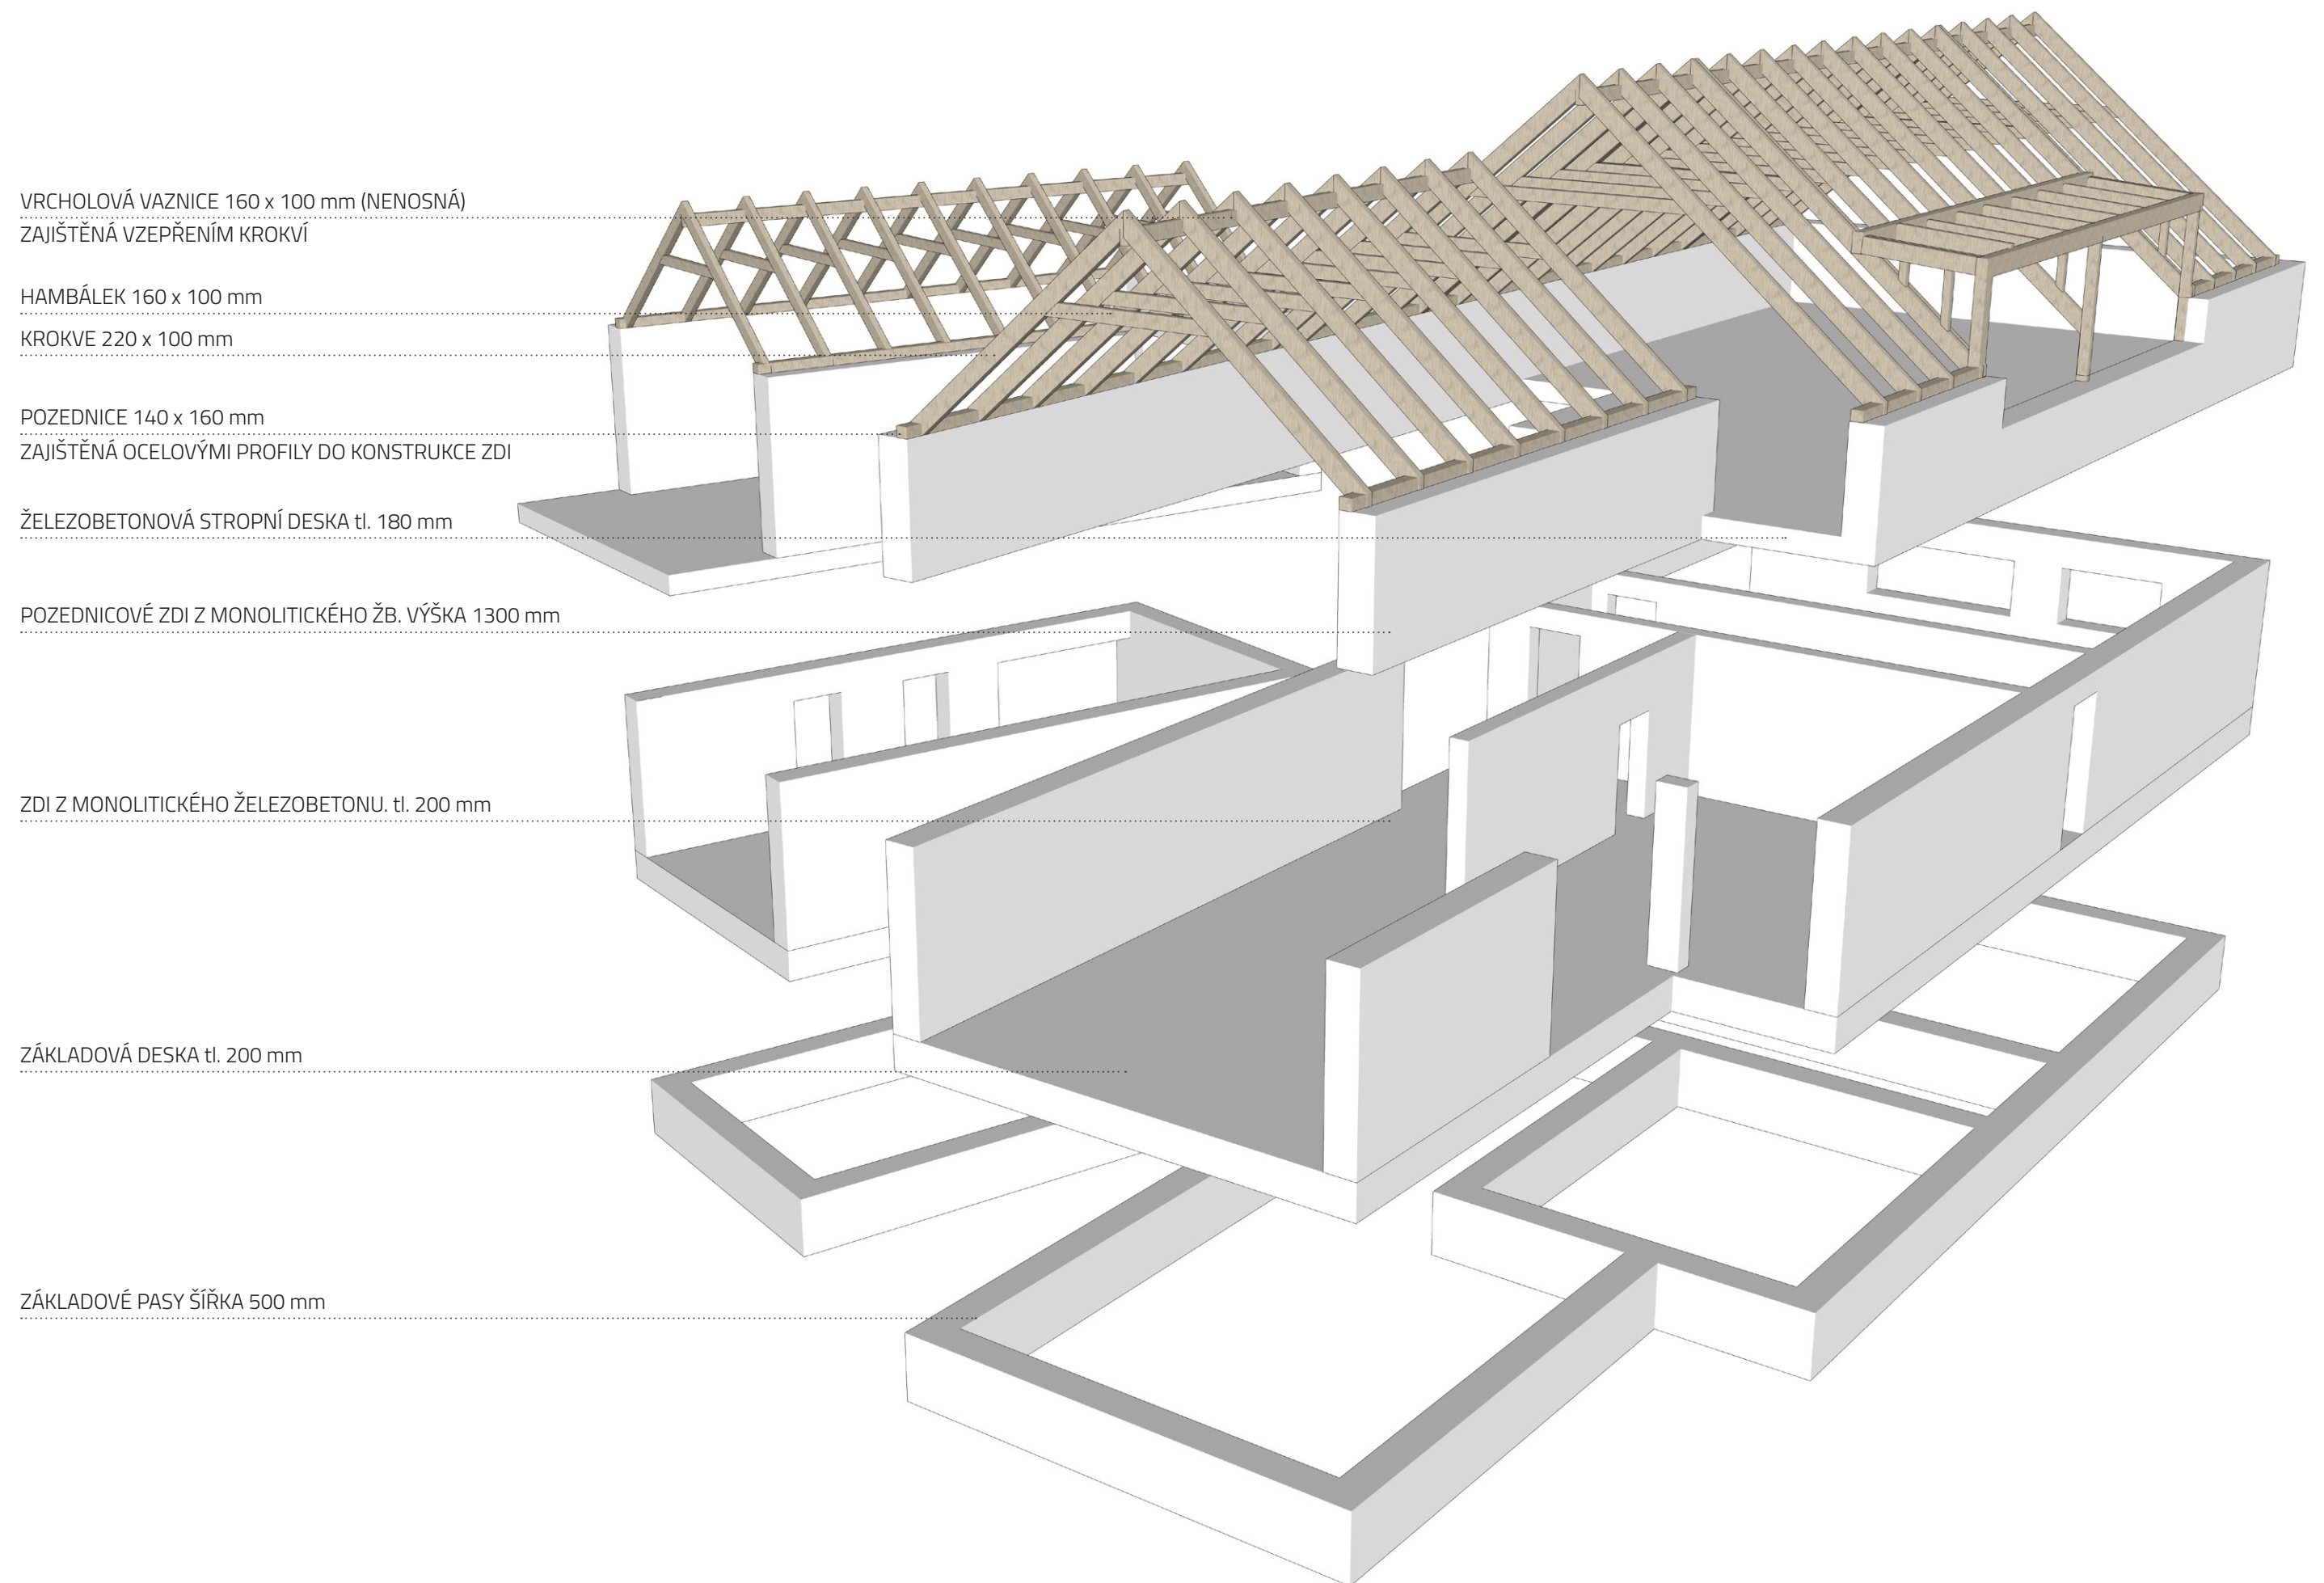 VRCHOLOVÁ VAZNICE 160 x 100 mm (NENOSNÁ)
ZAJIŠTĚNÁ VZEPŘENÍM KROKVÍ
HAMBÁLEK 160 x 100 mm
KROKVE 220 x 100 mm
POZEDNICE 140 x 160 mm
ZAJIŠTĚNÁ OCELOVÝMI PROFILY DO KONSTRUKCE ZDI
ŽELEZOBETONOVÁ STROPNÍ DESKA tl. 180 mm
POZEDNICOVÉ ZDI Z MONOLITICKÉHO ŽB. VÝŠKA 1300 mm
ZDI Z MONOLITICKÉHO ŽELEZOBETONU. tl. 200 mm
ZÁKLADOVÁ DESKA tl. 200 mm
ZÁKLADOVÉ PASY ŠÍŘKA 500 mm